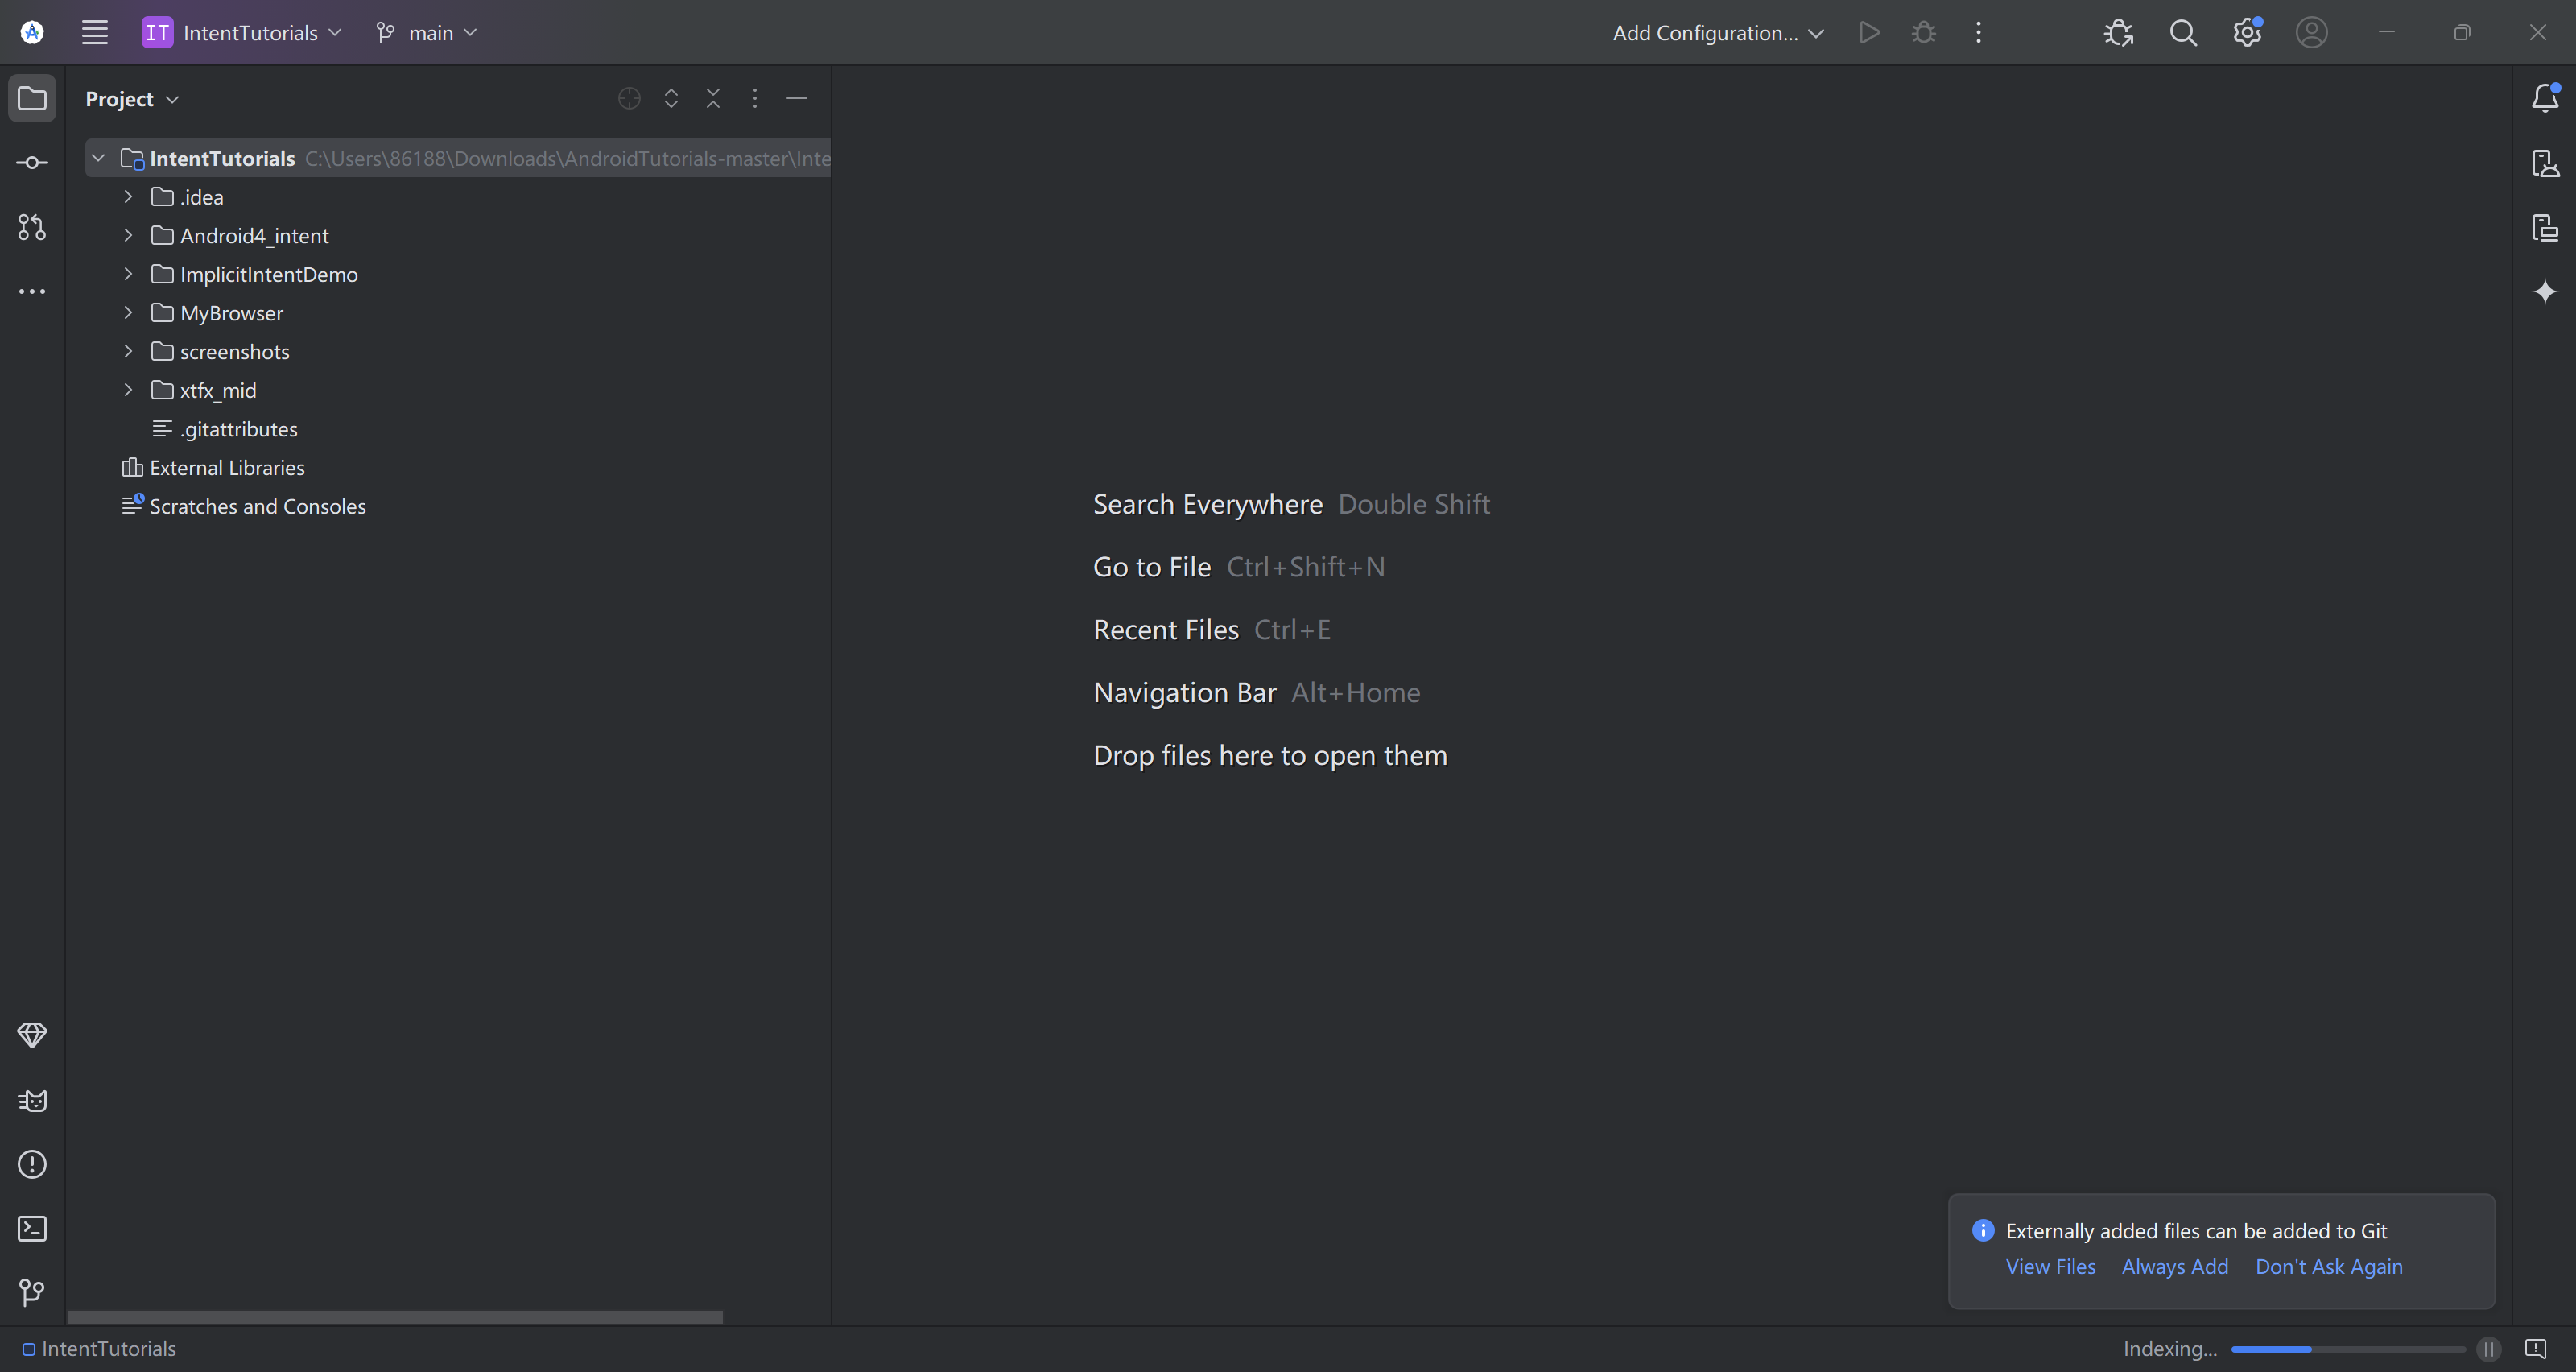 IT IntentTutorials main Add Configuration...
Project
IntentTutorials C:\Users\86188\Downloads\AndroidTutorials-master\Inte
.idea
Android4_intent
ImplicitIntentDemo
MyBrowser
screenshots
xtfx_mid
.gitattributes
External Libraries
Scratches and Consoles
Search Everywhere Double Shift
Go to File Ctrl+Shift+N
Recent Files Ctrl+E
Navigation Bar Alt+Home
Drop files here to open them
Externally added files can be added to Git
View Files Always Add Don't Ask Again
IntentTutorials Indexing...